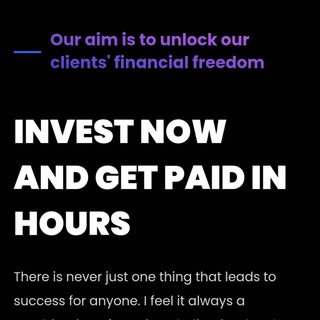 Our aim is to unlock our
clients' financial freedom
INVEST NOW
AND GET PAID IN
HOURS
There is never just one thing that leads to
success for anyone. I feel it always a